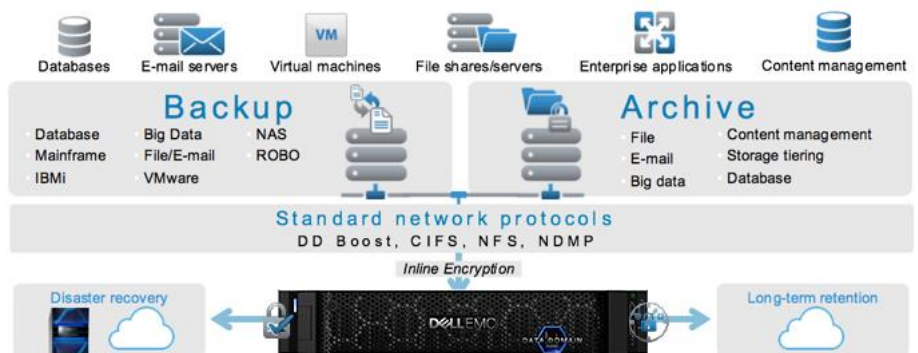 VM
Databases
E-mail servers
Virtual machines
File shares/servers
Enterprise applications
Content management
Backup
Database
Mainframe
IBMi
Big Data
File/E-mail
VMware
NAS
ROBO
Archive
File
E-mail
Big data
Content management
Storage tiering
Database
Standard network protocols
DD Boost, CIFS, NFS, NDMP
Inline Encryption
Disaster recovery
DELLEMC
DATA DOMAIN
Long-term retention